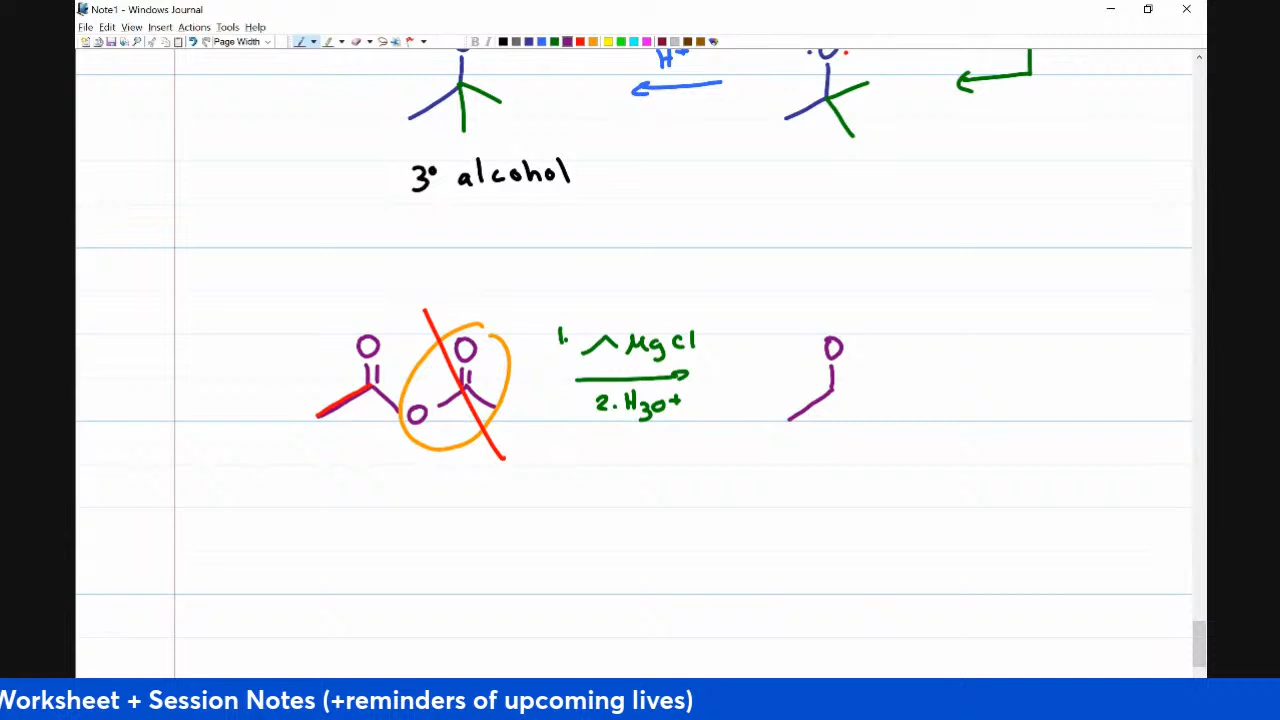 Note1 - Windows Journal
File Edit View Insert Actions Tools Help
Page Width
B I
O H+ :O:
3° alcohol
O O 1. MgCl O
O 2. H3O+
Worksheet + Session Notes (+reminders of upcoming lives)